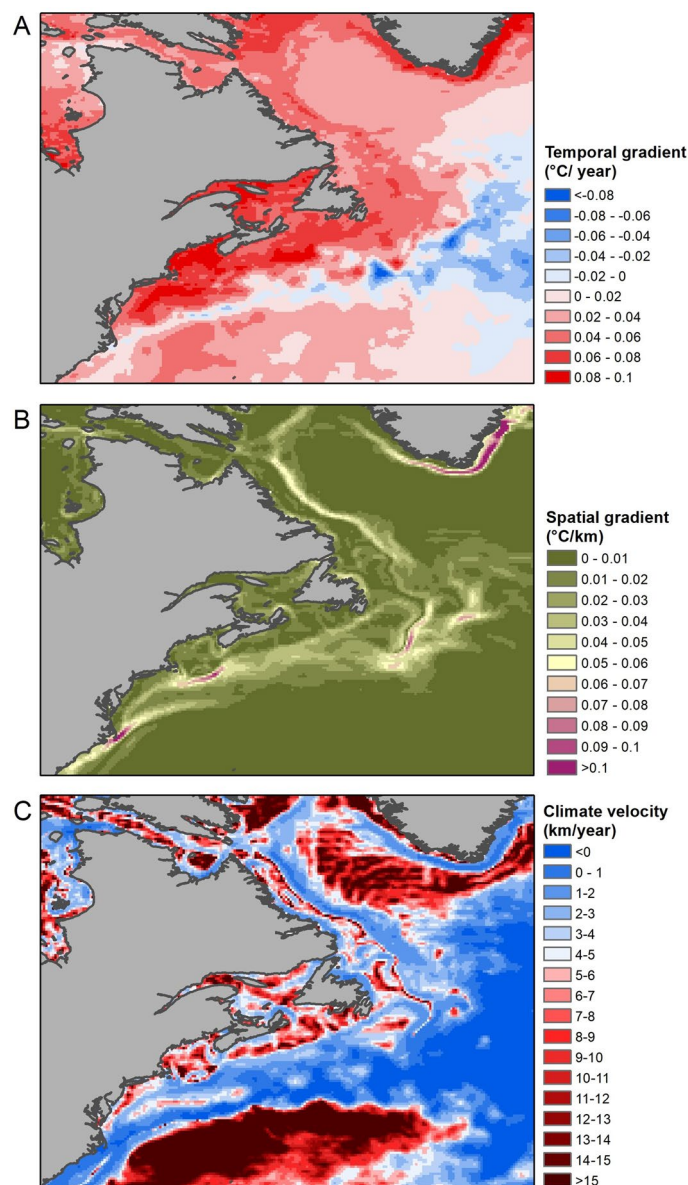 A
Temporal gradient
(°C/ year)
<-0.08
-0.08 - -0.06
-0.06 - -0.04
-0.04 - -0.02
-0.02 - 0
0 - 0.02
0.02 - 0.04
0.04 - 0.06
0.06 - 0.08
0.08 - 0.1
B
Spatial gradient
(°C/km)
0 - 0.01
0.01 - 0.02
0.02 - 0.03
0.03 - 0.04
0.04 - 0.05
0.05 - 0.06
0.06 - 0.07
0.07 - 0.08
0.08 - 0.09
0.09 - 0.1
>0.1
C
Climate velocity
(km/year)
<0
0 - 1
1-2
2-3
3-4
4-5
5-6
6-7
7-8
8-9
9-10
10-11
11-12
12-13
13-14
14-15
>15